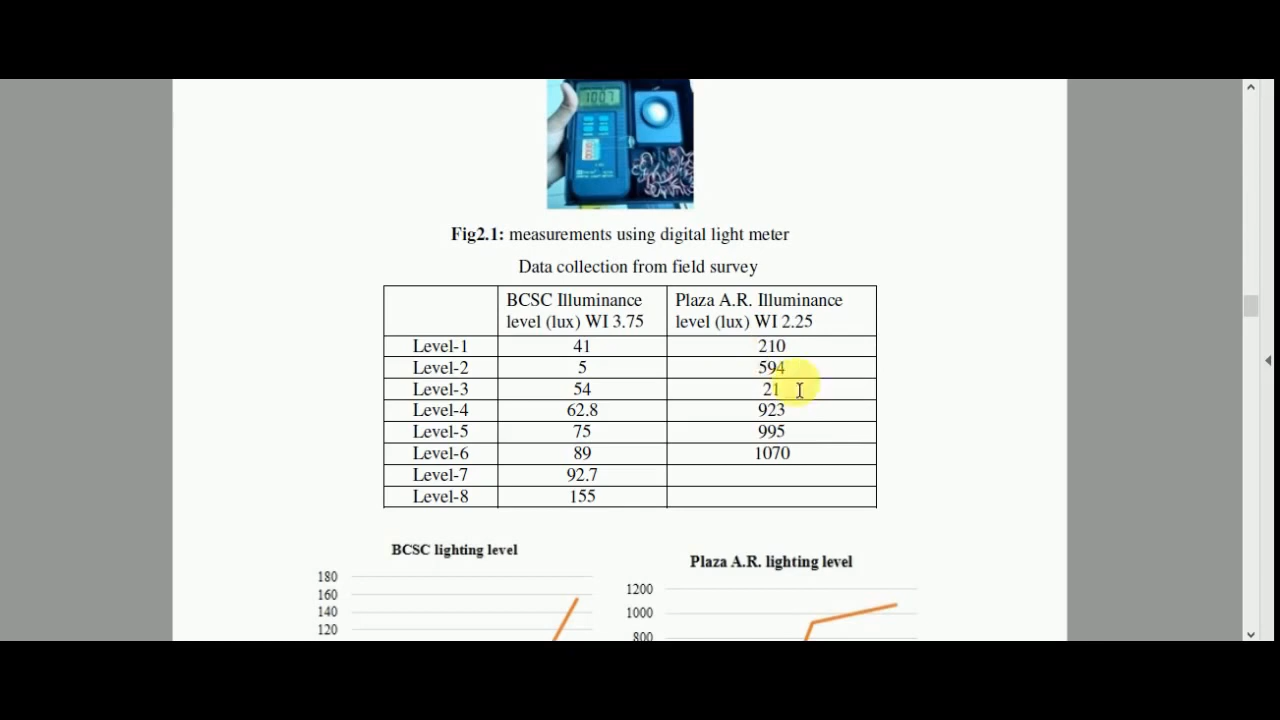 1007
Fig2.1: measurements using digital light meter
Data collection from field survey
BCSC Illuminance level (lux) WI 3.75 Plaza A.R. Illuminance level (lux) WI 2.25
Level-1 41 210
Level-2 5 594
Level-3 54 21
Level-4 62.8 923
Level-5 75 995
Level-6 89 1070
Level-7 92.7
Level-8 155
BCSC lighting level
180
160
140
120
Plaza A.R. lighting level
1200
1000
800